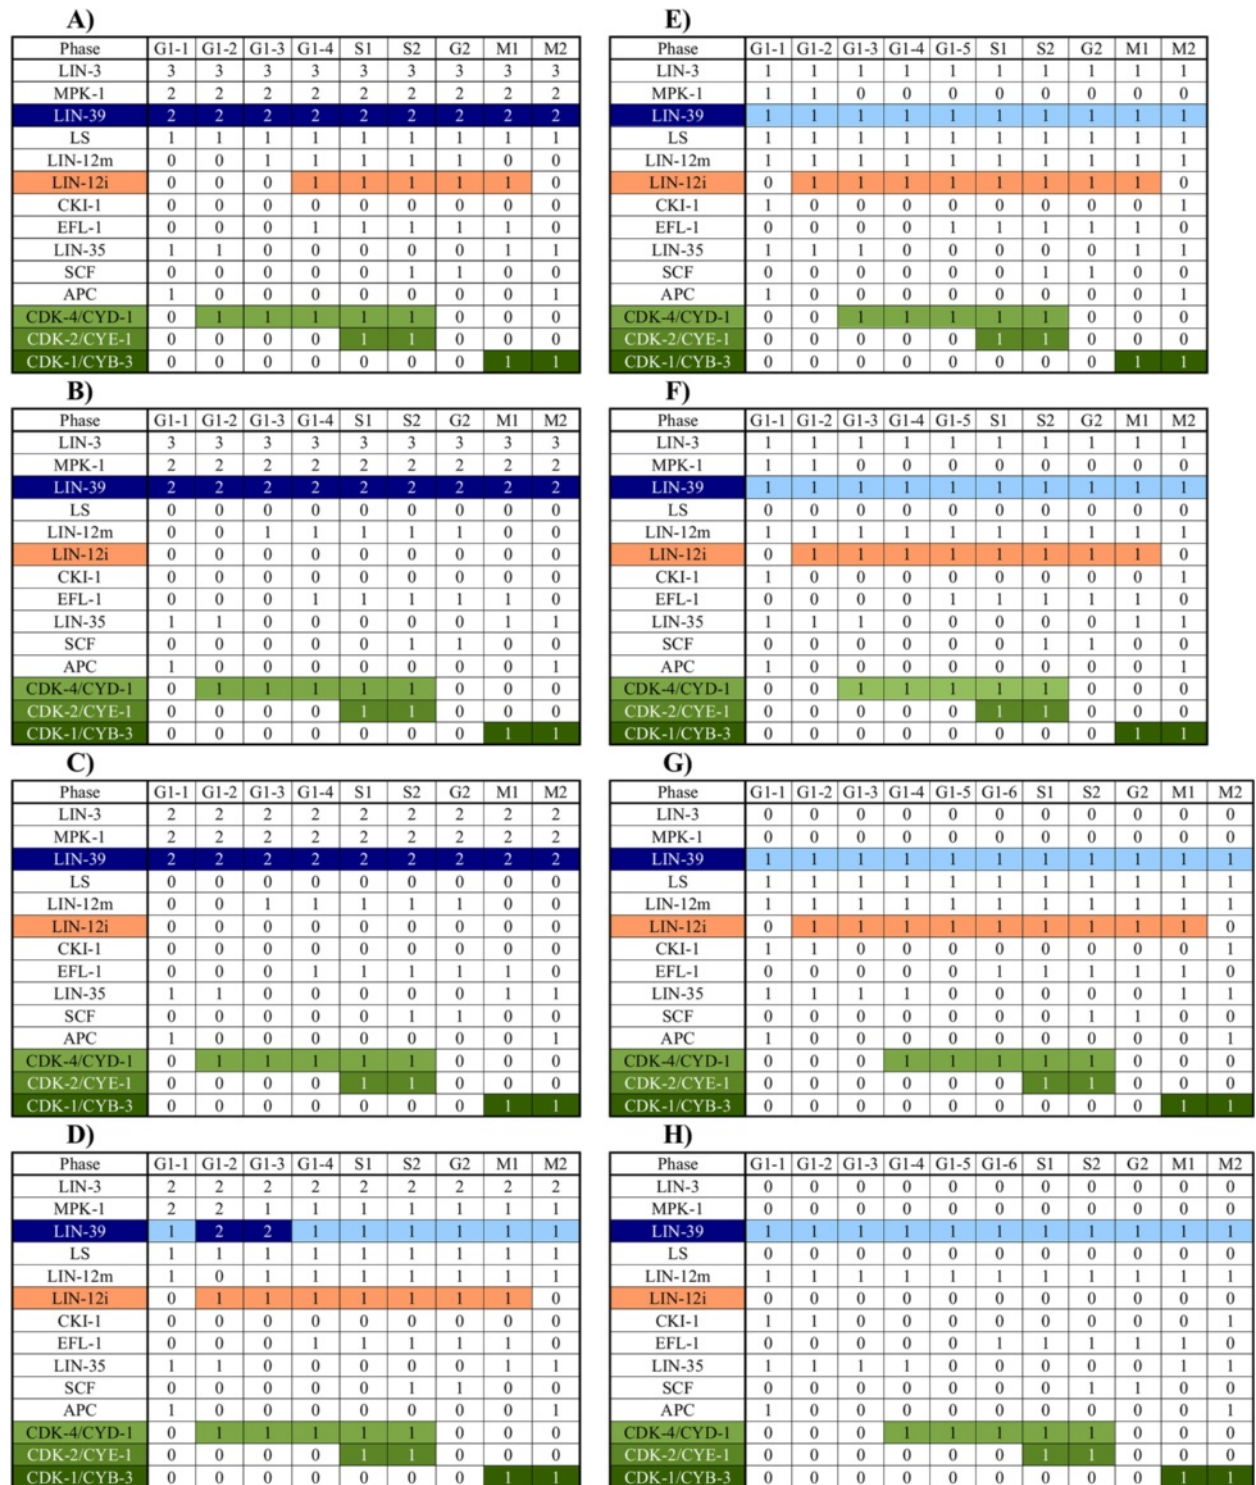 A)
Phase G1-1 G1-2 G1-3 G1-4 S1 S2 G2 M1 M2
LIN-3 3 3 3 3 3 3 3 3 3
MPK-1 2 2 2 2 2 2 2 2 2
LIN-39 2 2 2 2 2 2 2 2 2
LS 1 1 1 1 1 1 1 1 1
LIN-12m 0 0 1 1 1 1 1 0 0
LIN-12i 0 0 0 1 1 1 1 1 0
CKI-1 0 0 0 0 0 0 0 0 0
EFL-1 0 0 0 1 1 1 1 1 0
LIN-35 1 1 0 0 0 0 0 1 1
SCF 0 0 0 0 0 1 1 0 0
APC 1 0 0 0 0 0 0 0 1
CDK-4/CYD-1 0 1 1 1 1 1 0 0 0
CDK-2/CYE-1 0 0 0 0 1 1 0 0 0
CDK-1/CYB-3 0 0 0 0 0 0 0 1 1
B)
Phase G1-1 G1-2 G1-3 G1-4 S1 S2 G2 M1 M2
LIN-3 3 3 3 3 3 3 3 3 3
MPK-1 2 2 2 2 2 2 2 2 2
LIN-39 2 2 2 2 2 2 2 2 2
LS 0 0 0 0 0 0 0 0 0
LIN-12m 0 0 1 1 1 1 1 0 0
LIN-12i 0 0 0 0 0 0 0 0 0
CKI-1 0 0 0 0 0 0 0 0 0
EFL-1 0 0 0 1 1 1 1 1 0
LIN-35 1 1 0 0 0 0 0 1 1
SCF 0 0 0 0 0 1 1 0 0
APC 1 0 0 0 0 0 0 0 1
CDK-4/CYD-1 0 1 1 1 1 1 0 0 0
CDK-2/CYE-1 0 0 0 0 1 1 0 0 0
CDK-1/CYB-3 0 0 0 0 0 0 0 1 1
C)
Phase G1-1 G1-2 G1-3 G1-4 S1 S2 G2 M1 M2
LIN-3 2 2 2 2 2 2 2 2 2
MPK-1 2 2 2 2 2 2 2 2 2
LIN-39 2 2 2 2 2 2 2 2 2
LS 0 0 0 0 0 0 0 0 0
LIN-12m 0 0 1 1 1 1 1 0 0
LIN-12i 0 0 0 0 0 0 0 0 0
CKI-1 0 0 0 0 0 0 0 0 0
EFL-1 0 0 0 1 1 1 1 1 0
LIN-35 1 1 0 0 0 0 0 1 1
SCF 0 0 0 0 0 1 1 0 0
APC 1 0 0 0 0 0 0 0 1
CDK-4/CYD-1 0 1 1 1 1 1 0 0 0
CDK-2/CYE-1 0 0 0 0 1 1 0 0 0
CDK-1/CYB-3 0 0 0 0 0 0 0 1 1
D)
Phase G1-1 G1-2 G1-3 G1-4 S1 S2 G2 M1 M2
LIN-3 2 2 2 2 2 2 2 2 2
MPK-1 2 2 1 1 1 1 1 1 1
LIN-39 1 2 2 1 1 1 1 1 1
LS 1 1 1 1 1 1 1 1 1
LIN-12m 1 0 1 1 1 1 1 1 1
LIN-12i 0 1 1 1 1 1 1 1 0
CKI-1 0 0 0 0 0 0 0 0 0
EFL-1 0 0 0 1 1 1 1 1 0
LIN-35 1 1 0 0 0 0 0 1 1
SCF 0 0 0 0 0 1 1 0 0
APC 1 0 0 0 0 0 0 0 1
CDK-4/CYD-1 0 1 1 1 1 1 0 0 0
CDK-2/CYE-1 0 0 0 0 1 1 0 0 0
CDK-1/CYB-3 0 0 0 0 0 0 0 1 1
E)
Phase G1-1 G1-2 G1-3 G1-4 G1-5 S1 S2 G2 M1 M2
LIN-3 1 1 1 1 1 1 1 1 1 1
MPK-1 1 1 0 0 0 0 0 0 0 0
LIN-39 1 1 1 1 1 1 1 1 1 1
LS 1 1 1 1 1 1 1 1 1 1
LIN-12m 1 1 1 1 1 1 1 1 1 1
LIN-12i 0 1 1 1 1 1 1 1 1 0
CKI-1 1 0 0 0 0 0 0 0 0 1
EFL-1 0 0 0 0 1 1 1 1 1 0
LIN-35 1 1 1 0 0 0 0 0 1 1
SCF 0 0 0 0 0 0 1 1 0 0
APC 1 0 0 0 0 0 0 0 0 1
CDK-4/CYD-1 0 0 1 1 1 1 1 0 0 0
CDK-2/CYE-1 0 0 0 0 0 1 1 0 0 0
CDK-1/CYB-3 0 0 0 0 0 0 0 0 1 1
F)
Phase G1-1 G1-2 G1-3 G1-4 G1-5 S1 S2 G2 M1 M2
LIN-3 1 1 1 1 1 1 1 1 1 1
MPK-1 1 1 0 0 0 0 0 0 0 0
LIN-39 1 1 1 1 1 1 1 1 1 1
LS 0 0 0 0 0 0 0 0 0 0
LIN-12m 1 1 1 1 1 1 1 1 1 1
LIN-12i 0 1 1 1 1 1 1 1 1 0
CKI-1 1 0 0 0 0 0 0 0 0 1
EFL-1 0 0 0 0 1 1 1 1 1 0
LIN-35 1 1 1 0 0 0 0 0 1 1
SCF 0 0 0 0 0 0 1 1 0 0
APC 1 0 0 0 0 0 0 0 0 1
CDK-4/CYD-1 0 0 1 1 1 1 1 0 0 0
CDK-2/CYE-1 0 0 0 0 0 1 1 0 0 0
CDK-1/CYB-3 0 0 0 0 0 0 0 0 1 1
G)
Phase G1-1 G1-2 G1-3 G1-4 G1-5 G1-6 S1 S2 G2 M1 M2
LIN-3 0 0 0 0 0 0 0 0 0 0 0
MPK-1 0 0 0 0 0 0 0 0 0 0 0
LIN-39 1 1 1 1 1 1 1 1 1 1 1
LS 1 1 1 1 1 1 1 1 1 1 1
LIN-12m 1 1 1 1 1 1 1 1 1 1 1
LIN-12i 0 1 1 1 1 1 1 1 1 1 0
CKI-1 1 1 0 0 0 0 0 0 0 0 1
EFL-1 0 0 0 0 0 1 1 1 1 1 0
LIN-35 1 1 1 1 0 0 0 0 0 1 1
SCF 0 0 0 0 0 0 0 1 1 0 0
APC 1 0 0 0 0 0 0 0 0 0 1
CDK-4/CYD-1 0 0 0 1 1 1 1 1 0 0 0
CDK-2/CYE-1 0 0 0 0 0 0 1 1 0 0 0
CDK-1/CYB-3 0 0 0 0 0 0 0 0 0 1 1
H)
Phase G1-1 G1-2 G1-3 G1-4 G1-5 G1-6 S1 S2 G2 M1 M2
LIN-3 0 0 0 0 0 0 0 0 0 0 0
MPK-1 0 0 0 0 0 0 0 0 0 0 0
LIN-39 1 1 1 1 1 1 1 1 1 1 1
LS 0 0 0 0 0 0 0 0 0 0 0
LIN-12m 1 1 1 1 1 1 1 1 1 1 1
LIN-12i 0 0 0 0 0 0 0 0 0 0 0
CKI-1 1 1 0 0 0 0 0 0 0 0 1
EFL-1 0 0 0 0 0 1 1 1 1 1 0
LIN-35 1 1 1 1 0 0 0 0 0 1 1
SCF 0 0 0 0 0 0 0 1 1 0 0
APC 1 0 0 0 0 0 0 0 0 0 1
CDK-4/CYD-1 0 0 0 1 1 1 1 1 0 0 0
CDK-2/CYE-1 0 0 0 0 0 0 1 1 0 0 0
CDK-1/CYB-3 0 0 0 0 0 0 0 0 0 1 1